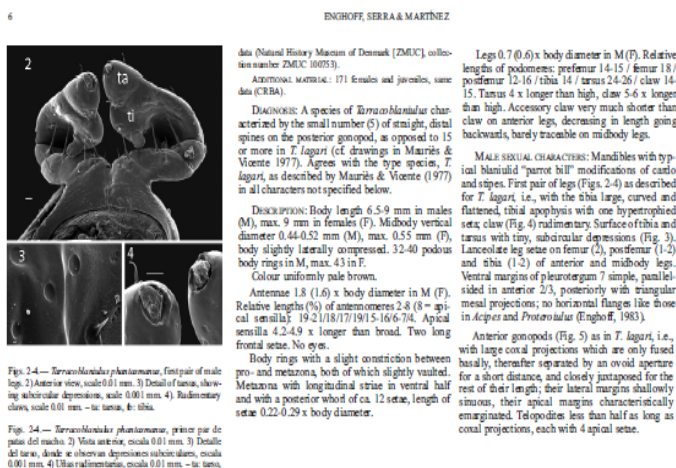 6
ENGHOFF, SERRA & MARTÍNEZ
2
ta
ti
3
4
Figs. 2-4.— Tarracoblaniulus phantasmanus, first pair of male
legs. 2) Anterior view, scale 0.01 mm. 3) Detail of tarsus, show-
ing subcircular depressions, scale 0.001 mm. 4). Rudimentary
claws, scale 0.01 mm. – ta: tarsus, ti: tibia.
Figs. 2-4.— Tarracoblaniulus phantasmanus, primer par de
patas del macho. 2) Vista anterior, escala 0.01 mm. 3) Detalle
del tarso, donde se observan depresiones subcirculares, escala
0.001 mm. 4) Uñas rudimentarias, escala 0.01 mm. – ta: tarso,
data (Natural History Museum of Denmark [ZMUC], collec-
tion number ZMUC 100753).
ADDITIONAL MATERIAL: 171 females and juveniles, same
data (CRBA).
DIAGNOSIS: A species of Tarracoblaniulus char-
acterized by the small number (5) of straight, distal
spines on the posterior gonopod, as opposed to 15
or more in T. lagari (cf. drawings in Mauriès &
Vicente 1977). Agrees with the type species, T.
lagari, as described by Mauriès & Vicente (1977)
in all characters not specified below.
DESCRIPTION: Body length 6.5-9 mm in males
(M), max. 9 mm in females (F). Midbody vertical
diameter 0.44-0.52 mm (M), max. 0.55 mm (F),
body slightly laterally compressed. 32-40 podous
body rings in M, max. 43 in F.
Colour uniformly pale brown.
Antennae 1.8 (1.6) x body diameter in M (F).
Relative lengths (%) of antennomeres 2-8 (8 = api-
cal sensilla): 19-21/18/17/19/15-16/6-7/4. Apical
sensilla 4.2-4.9 x longer than broad. Two long
frontal setae. No eyes.
Body rings with a slight constriction between
pro- and metazona, both of which slightly vaulted.
Metazona with longitudinal striae in ventral half
and with a posterior whorl of ca. 12 setae, length of
setae 0.22-0.29 x body diameter.
Legs 0.7 (0.6) x body diameter in M (F). Relative
lengths of podomeres: prefemur 14-15 / femur 18 /
postfemur 12-16 / tibia 14 / tarsus 24-26 / claw 14-
15. Tarsus 4 x longer than high, claw 5-6 x longer
than high. Accessory claw very much shorter than
claw on anterior legs, decreasing in length going
backwards, barely traceable on midbody legs.
MALE SEXUAL CHARACTERS: Mandibles with typ-
ical blaniulid “parrot bill” modifications of cardo
and stipes. First pair of legs (Figs. 2-4) as described
for T. lagari, i.e., with the tibia large, curved and
flattened, tibial apophysis with one hypertrophied
seta; claw (Fig. 4) rudimentary. Surface of tibia and
tarsus with tiny, subcircular depressions (Fig. 3).
Lanceolate leg setae on femur (2), postfemur (1-2)
and tibia (1-2) of anterior and midbody legs.
Ventral margins of pleurotergum 7 simple, parallel-
sided in anterior 2/3, posteriorly with triangular
mesal projections; no horizontal flanges like those
in Acipes and Proteroiulus (Enghoff, 1983).
Anterior gonopods (Fig. 5) as in T. lagari, i.e.,
with large coxal projections which are only fused
basally, thereafter separated by an ovoid aperture
for a short distance, and closely juxtaposed for the
rest of their length; their lateral margins shallowly
sinuous, their apical margins characteristically
emarginated. Telopodites less than half as long as
coxal projections, each with 4 apical setae.